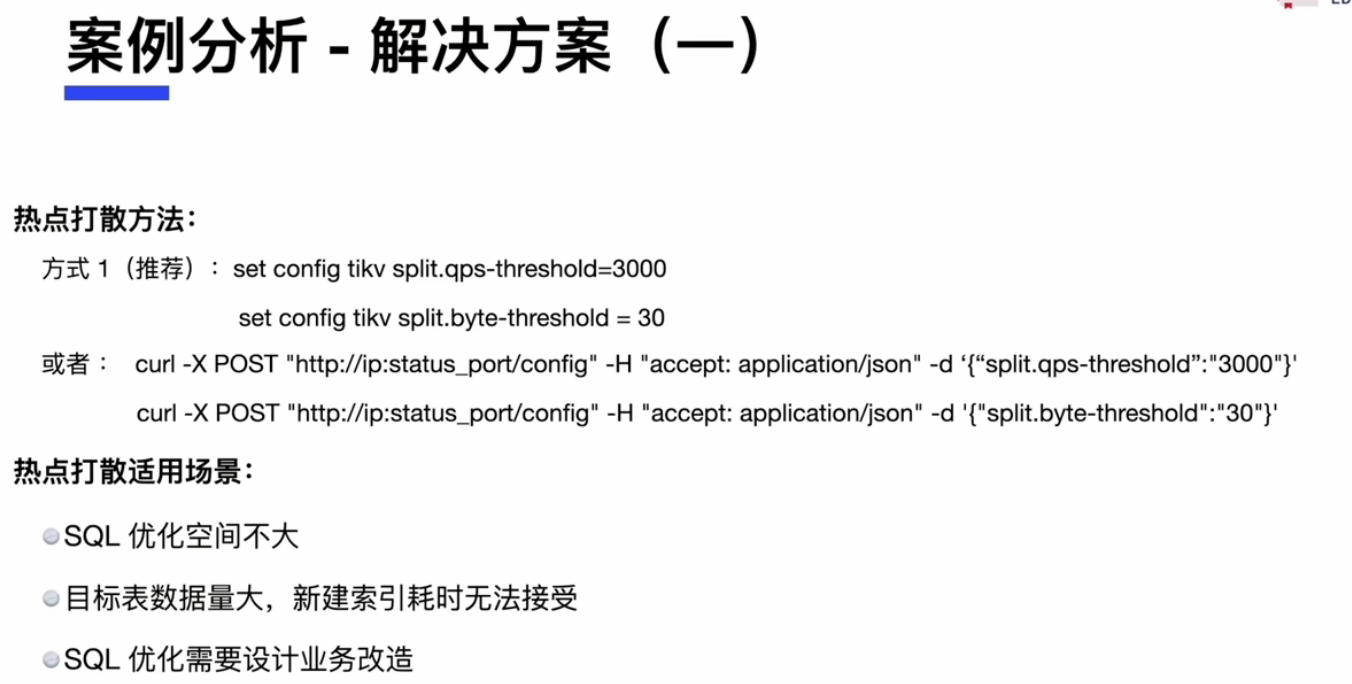 案例分析 - 解决方案（一）
热点打散方法：
方式 1（推荐）：set config tikv split.qps-threshold=3000
set config tikv split.byte-threshold = 30
或者： curl -X POST "http://ip:status_port/config" -H "accept: application/json" -d ‘{“split.qps-threshold”:"3000"}'
curl -X POST "http://ip:status_port/config" -H "accept: application/json" -d '{"split.byte-threshold":"30"}'
热点打散适用场景：
SQL 优化空间不大
目标表数据量大，新建索引耗时无法接受
SQL 优化需要设计业务改造